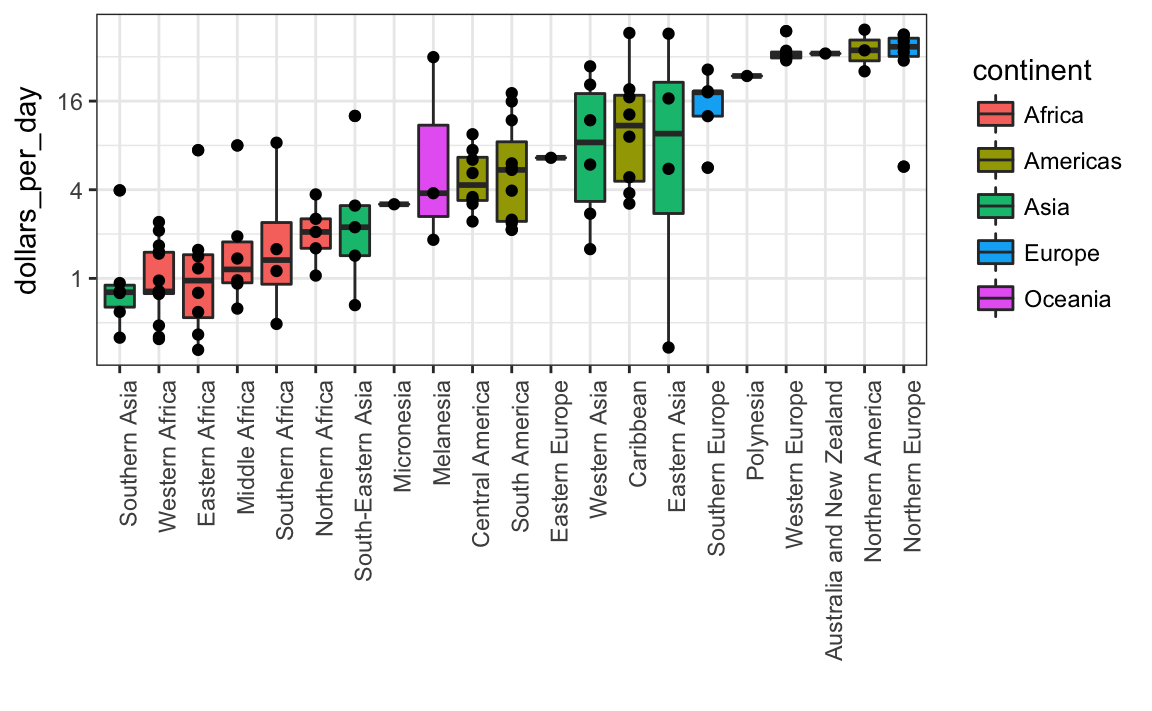 dollars_per_day
16
4
1
Southern Asia
Western Africa
Eastern Africa
Middle Africa
Southern Africa
Northern Africa
South-Eastern Asia
Micronesia
Melanesia
Central America
South America
Eastern Europe
Western Asia
Caribbean
Eastern Asia
Southern Europe
Polynesia
Western Europe
Australia and New Zealand
Northern America
Northern Europe
continent
Africa
Americas
Asia
Europe
Oceania